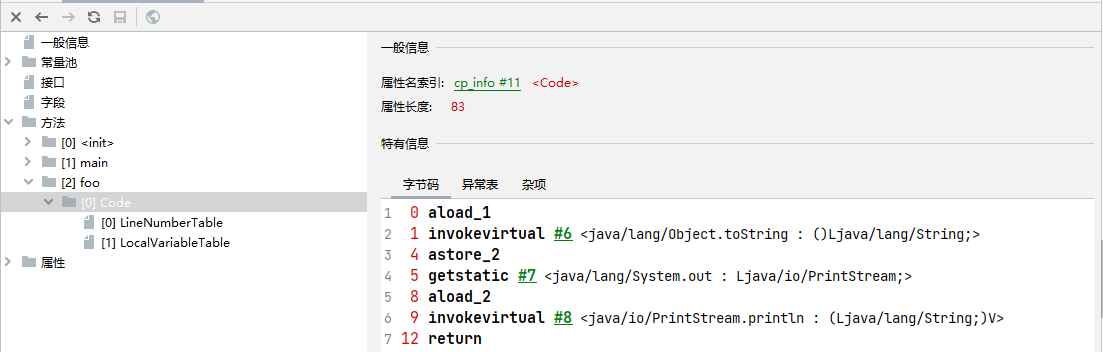 一般信息
常量池
接口
字段
方法
[0] <init>
[1] main
[2] foo
[0] Code
[0] LineNumberTable
[1] LocalVariableTable
属性
一般信息
属性名索引: cp_info #11 <Code>
属性长度: 83
特有信息
字节码 异常表 杂项
1 0 aload_1
2 1 invokevirtual #6 <java/lang/Object.toString : ()Ljava/lang/String;>
3 4 astore_2
4 5 getstatic #7 <java/lang/System.out : Ljava/io/PrintStream;>
5 8 aload_2
6 9 invokevirtual #8 <java/io/PrintStream.println : (Ljava/lang/String;)V>
7 12 return